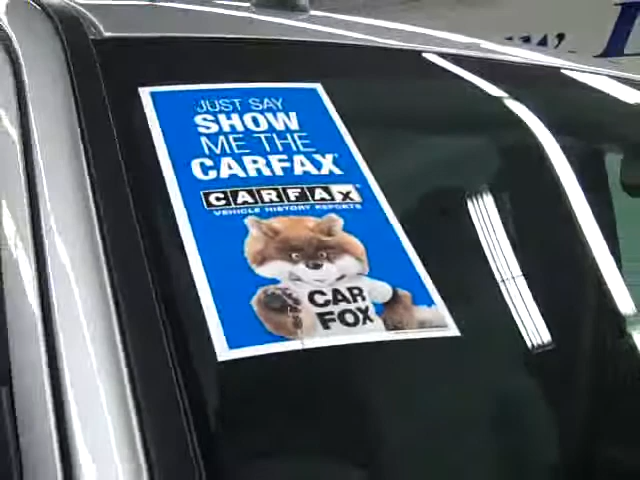 JUST SAY
SHOW
ME THE
CARFAX
CARFAX
VEHICLE HISTORY REPORTS
CAR
FOX